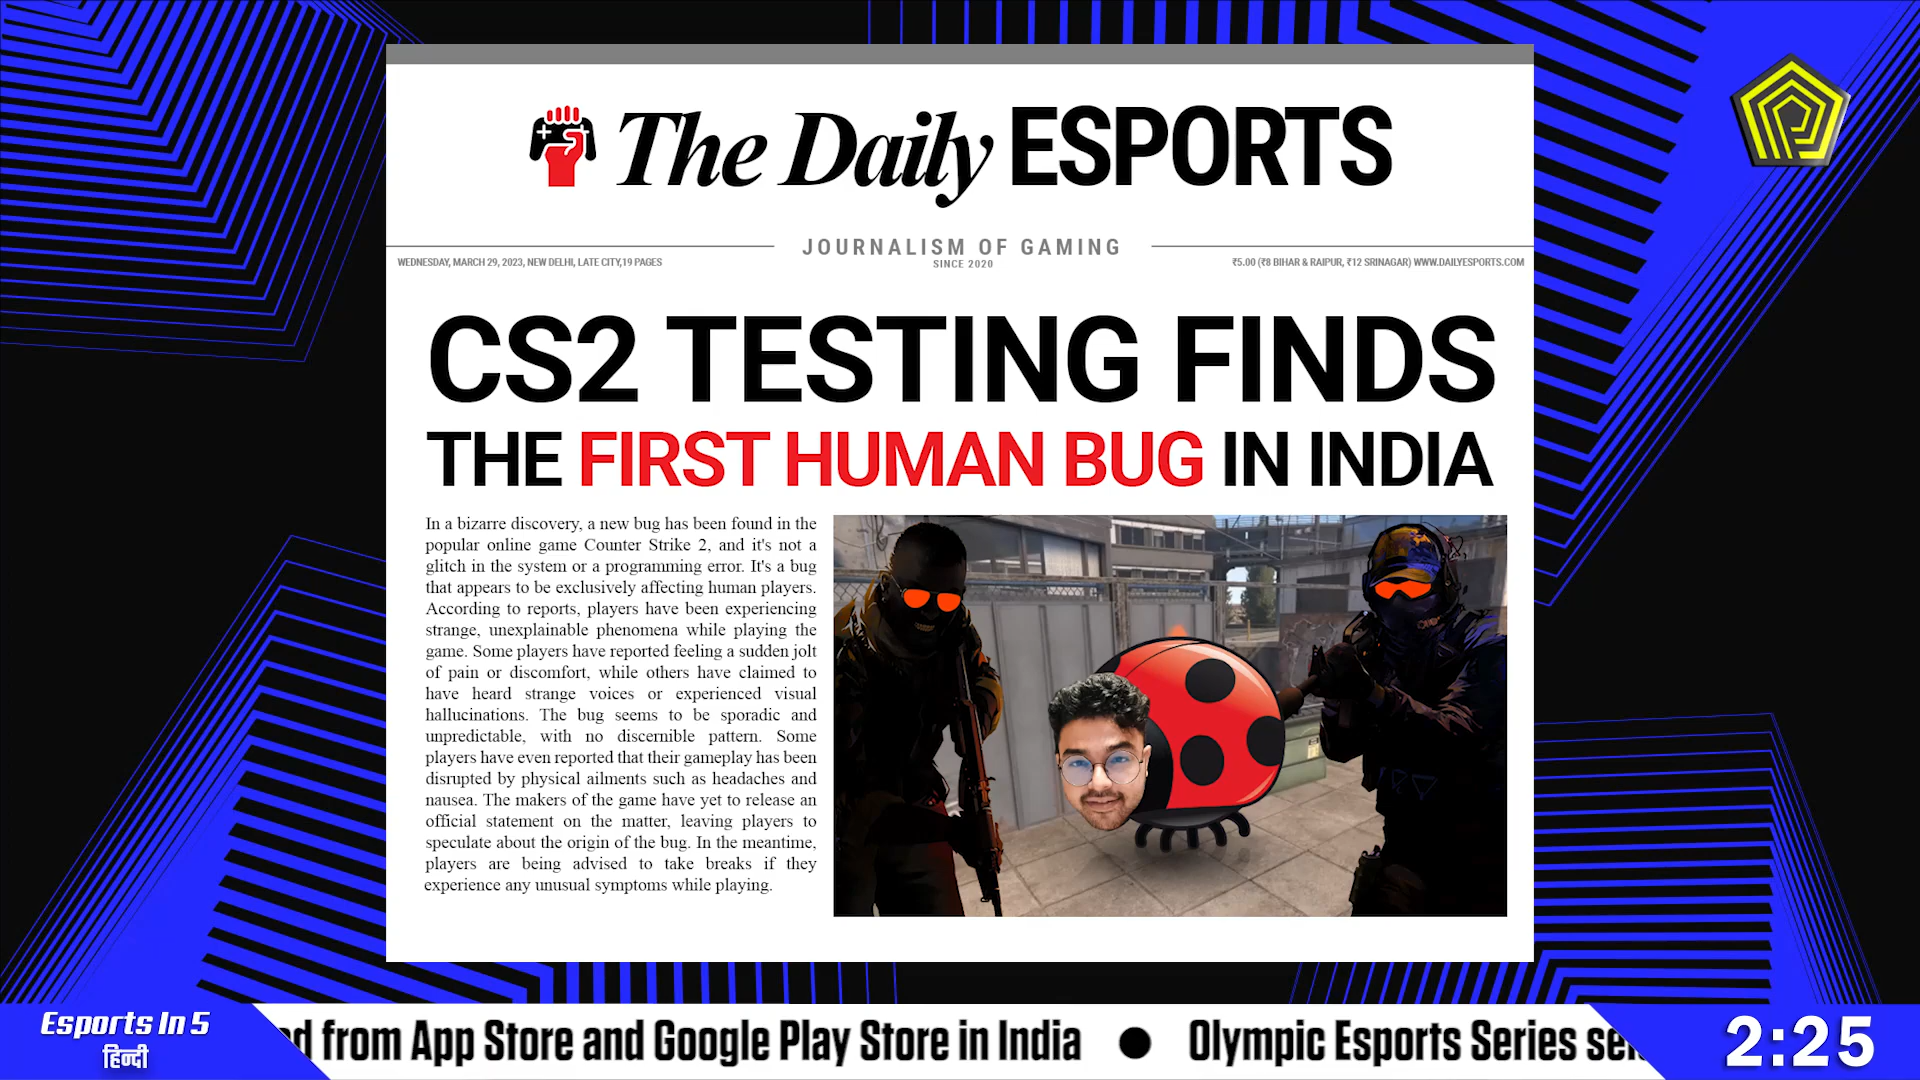 The Daily ESPORTS
JOURNALISM OF GAMING
SINCE 2020
WEDNESDAY, MARCH 29, 2023, NEW DELHI, LATE CITY,19 PAGES
₹5.00 (₹8 BIHAR & RAIPUR, ₹12 SRINAGAR) WWW.DAILYESPORTS.COM
CS2 TESTING FINDS
THE FIRST HUMAN BUG IN INDIA
In a bizarre discovery, a new bug has been found in the
popular online game Counter Strike 2, and it's not a
glitch in the system or a programming error. It's a bug
that appears to be exclusively affecting human players.
According to reports, players have been experiencing
strange, unexplainable phenomena while playing the
game. Some players have reported feeling a sudden jolt
of pain or discomfort, while others have claimed to
have heard strange voices or experienced visual
hallucinations. The bug seems to be sporadic and
unpredictable, with no discernible pattern. Some
players have even reported that their gameplay has been
disrupted by physical ailments such as headaches and
nausea. The makers of the game have yet to release an
official statement on the matter, leaving players to
speculate about the origin of the bug. In the meantime,
players are being advised to take breaks if they
experience any unusual symptoms while playing.
Esports In 5
हिन्दी
from App Store and Google Play Store in India ● Olympic Esports Series
2:25